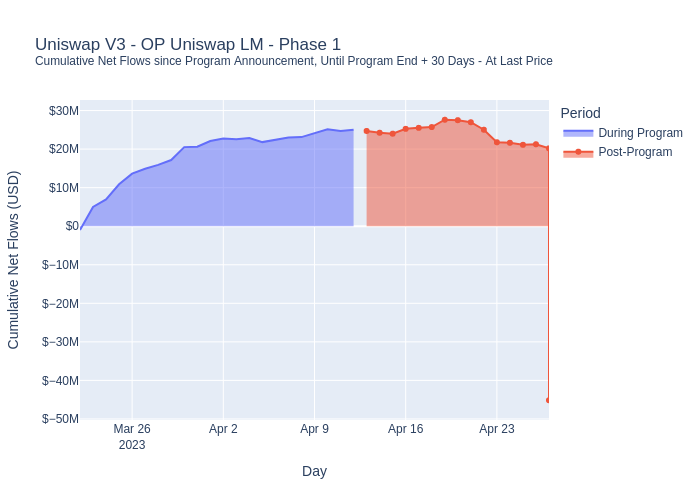 Uniswap V3 - OP Uniswap LM - Phase 1
Cumulative Net Flows since Program Announcement, Until Program End + 30 Days - At Last Price
Cumulative Net Flows (USD)
$30M
$20M
$10M
$0
$−10M
$−20M
$−30M
$−40M
$−50M
Mar 26
2023
Apr 2
Apr 9
Apr 16
Apr 23
Day
Period
During Program
Post-Program